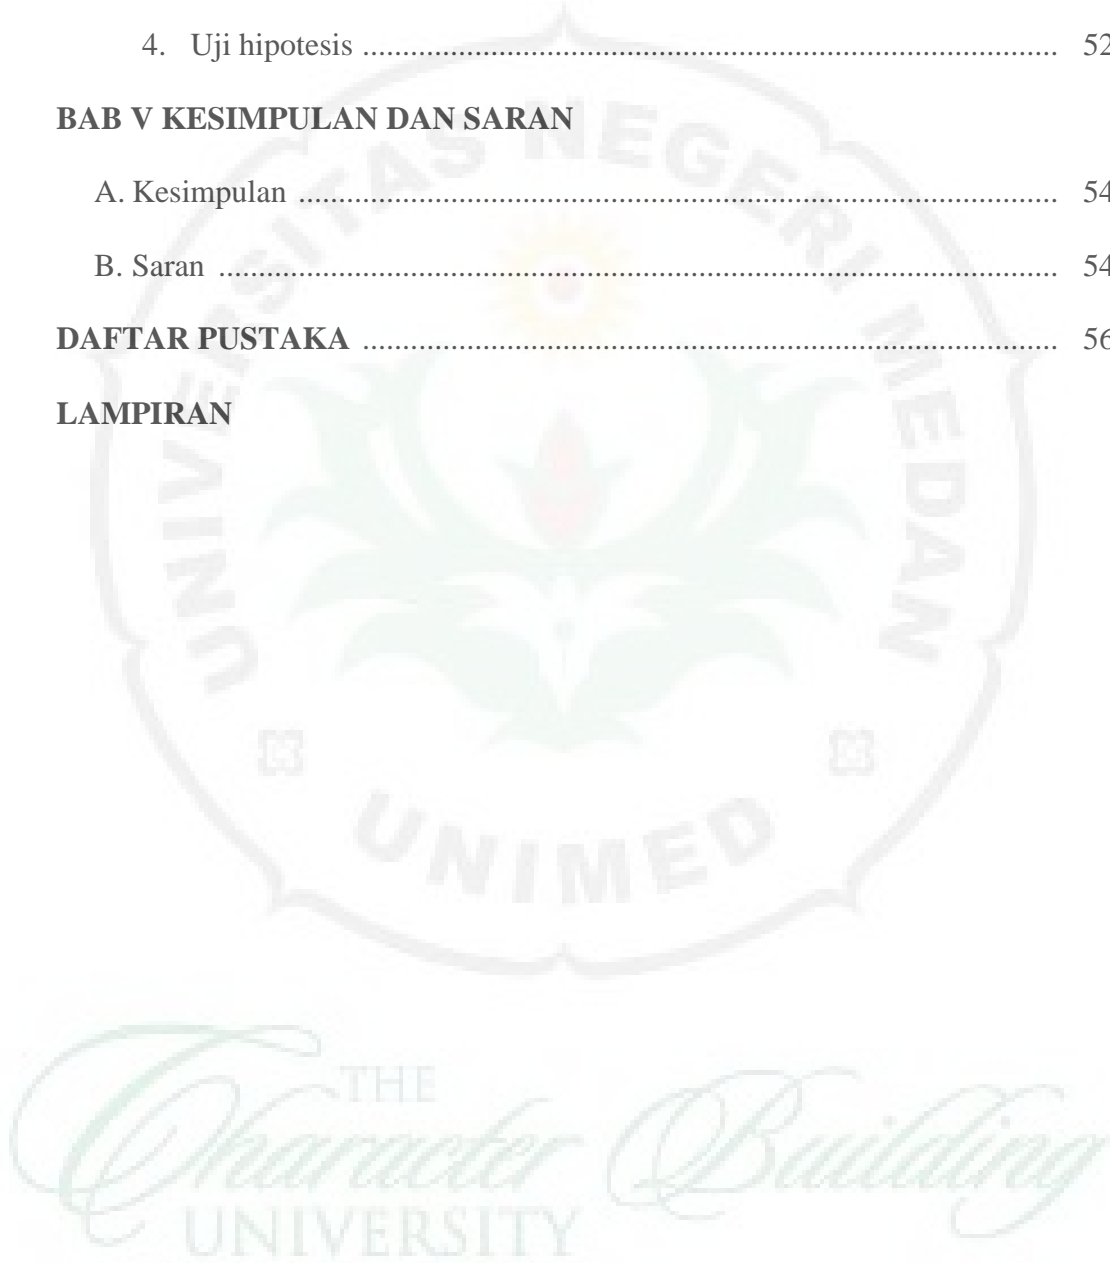 4. Uji hipotesis ............................................................................................................. 52
BAB V KESIMPULAN DAN SARAN
A. Kesimpulan ....................................................................................................................... 54
B. Saran .................................................................................................................................... 54
DAFTAR PUSTAKA ............................................................................................................. 56
LAMPIRAN
UNIVERSITAS NEGERI MEDAN
UNIMED
THE
Character Building
UNIVERSITY